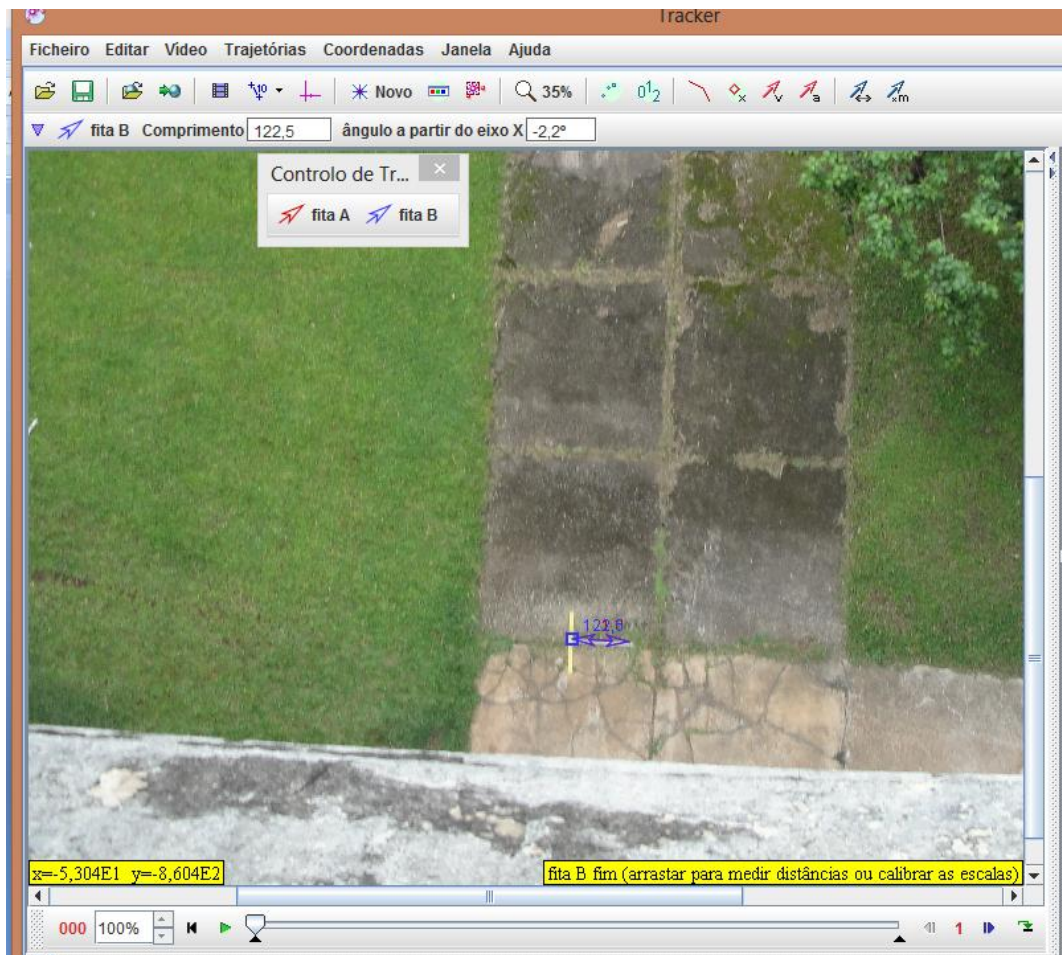 Tracker
Ficheiro Editar Vídeo Trajetórias Coordenadas Janela Ajuda
Novo 35%
fita B Comprimento 122,5 ângulo a partir do eixo X -2,2º
Controlo de Tr...
fita A fita B
x=-5,304E1 y=-8,604E2
fita B fim (arrastar para medir distâncias ou calibrar as escalas)
000 100% 1